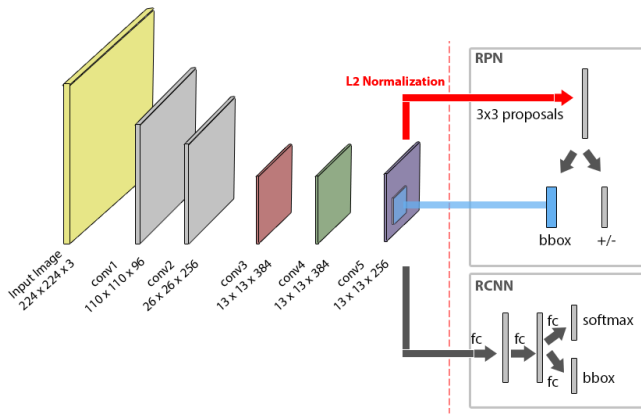 RPN
L2 Normalization
3x3 proposals
bbox
+/-
Input Image
224 x 224 x 3
conv1
110 x 110 x 96
conv2
26 x 26 x 256
conv3
13 x 13 x 384
conv4
13 x 13 x 384
conv5
13 x 13 x 256
RCNN
fc
fc
fc
softmax
fc
bbox